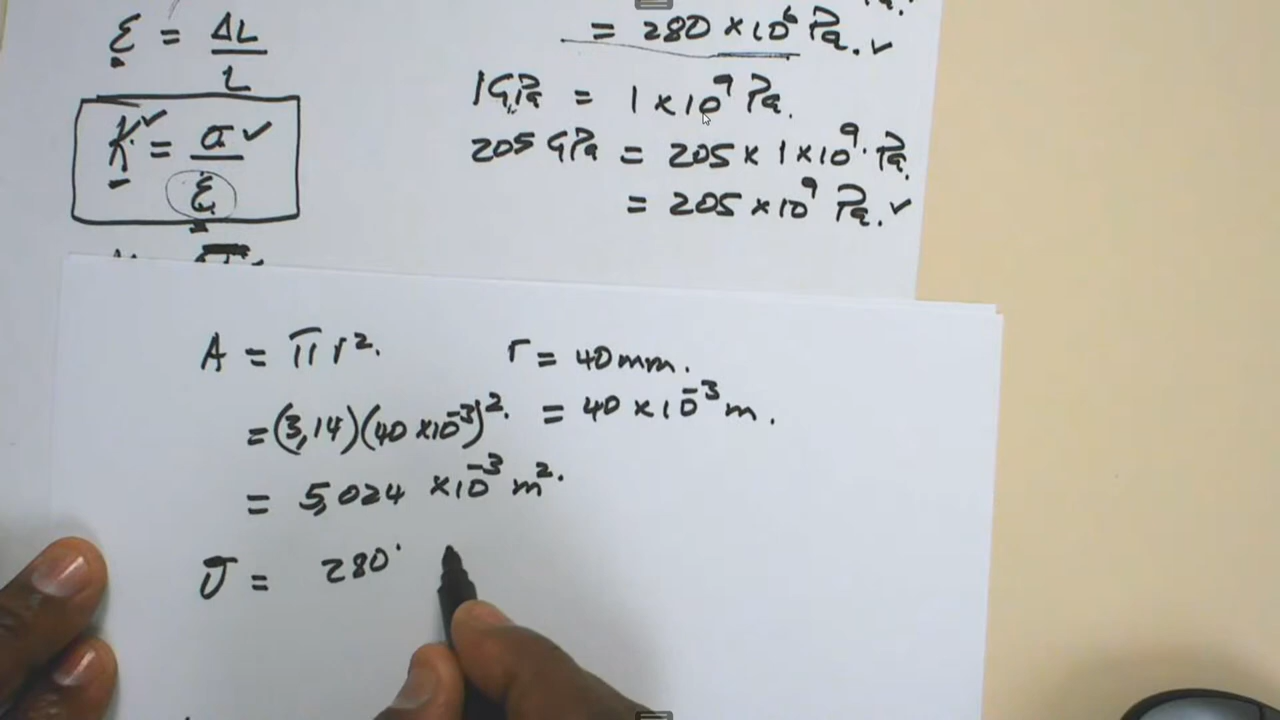 ε = ΔL / L
K = σ / ε
= 280 × 10⁶ Pa.
1 GPa = 1 × 10⁹ Pa.
205 GPa = 205 × 1 × 10⁹ . Pa.
= 205 × 10⁹ Pa.
A = π r². r = 40 mm.
= (3,14)(40 × 10⁻³)². = 40 × 10⁻³ m.
= 5,024 × 10⁻³ m².
σ = 280